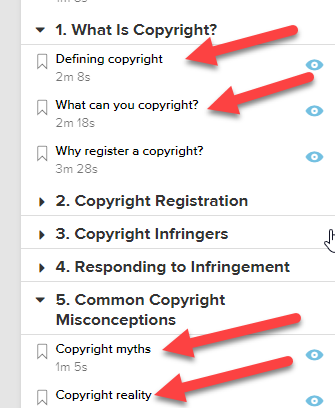 1. What Is Copyright?
Defining copyright
2m 8s
What can you copyright?
2m 18s
Why register a copyright?
3m 28s
2. Copyright Registration
3. Copyright Infringers
4. Responding to Infringement
5. Common Copyright
Misconceptions
Copyright myths
1m 5s
Copyright reality